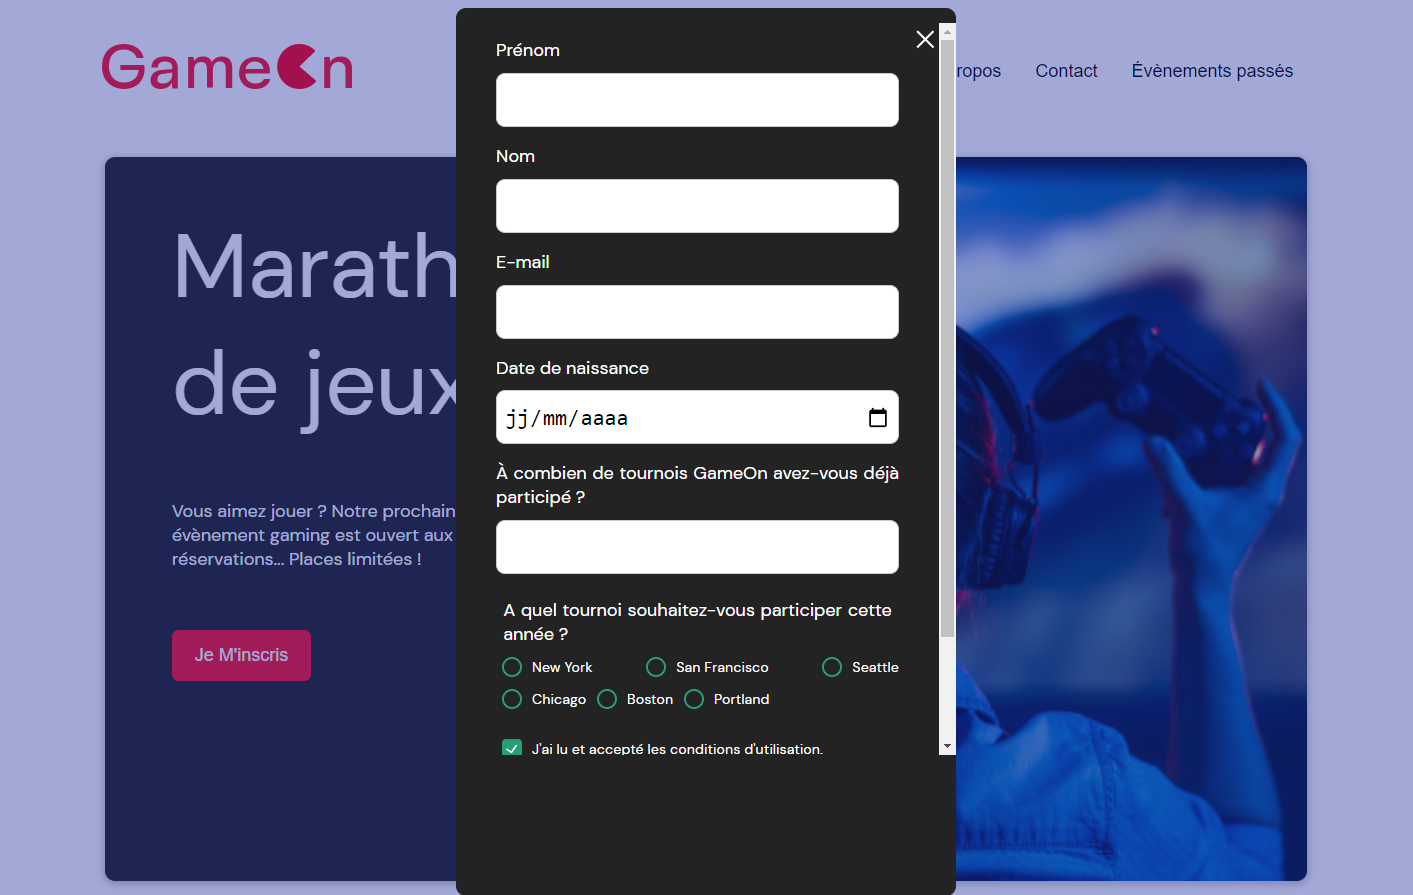 GameOn
ropos
Contact
Évènements passés
Marath
de jeux
Vous aimez jouer ? Notre prochain
évènement gaming est ouvert aux
réservations... Places limitées !
Je M'inscris
Prénom
Nom
E-mail
Date de naissance
jj/mm/aaaa
À combien de tournois GameOn avez-vous déjà
participé ?
A quel tournoi souhaitez-vous participer cette
année ?
New York
San Francisco
Seattle
Chicago
Boston
Portland
J'ai lu et accepté les conditions d'utilisation.